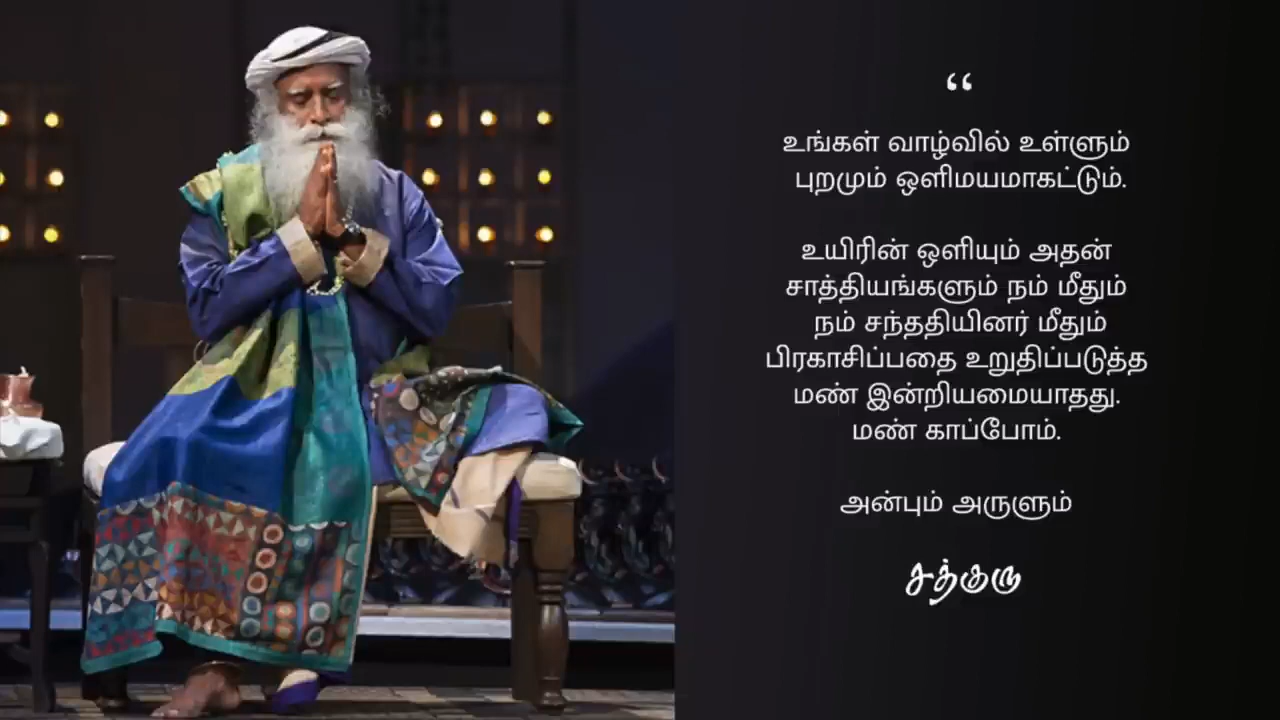 “
உங்கள் வாழ்வில் உள்ளும்
புறமும் ஒளிமயமாகட்டும்.
உயிரின் ஒளியும் அதன்
சாத்தியங்களும் நம் மீதும்
நம் சந்ததியினர் மீதும்
பிரகாசிப்பதை உறுதிப்படுத்த
மண் இன்றியமையாதது.
மண் காப்போம்.
அன்பும் அருளும்
சத்குரு